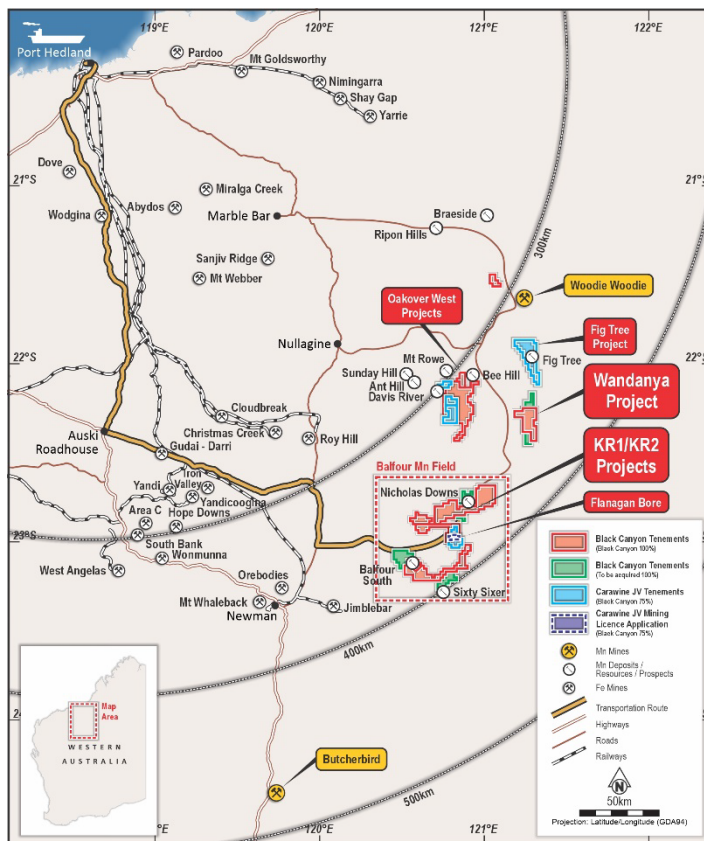 119°E
120°E
121°E
122°E
Port Hedland
Pardoo
Mt Goldsworthy
Nimingarra
Shay Gap
Yarrie
Dove
21°S
21°S
Miralga Creek
Wodgina
Abydos
Marble Bar
Braeside
Ripon Hills
300km
Sanjiv Ridge
Mt Webber
Woodie Woodie
Oakover West
Projects
Fig Tree
Project
Nullagine
22°S
22°S
Mt Rowe
Fig Tree
Sunday Hill
Bee Hill
Ant Hill
Davis River
Wandanya
Project
Cloudbreak
Christmas Creek
Roy Hill
Auski
Roadhouse
Gudai - Darri
KR1/KR2
Projects
Balfour Mn Field
Iron
Valley
Yandi
Yandicoogina
Nicholas Downs
Flanagan Bore
Area C
Hope Downs
23°S
South Bank
Wonmunna
West Angelas
Balfour
South
Orebodies
Sixty Sixer
Mt Whaleback
Jimblebar
Newman
400km
24°S
Butcherbird
500km
Map
Area
WESTERN
AUSTRALIA
Black Canyon Tenements
(Black Canyon 100%)
Black Canyon Tenements
(To be acquired 100%)
Carawine JV Tenements
(Black Canyon 75%)
Carawine JV Mining
Licence Application
(Black Canyon 75%)
Mn Mines
Mn Deposits /
Resources / Prospects
Fe Mines
Transportation Route
Highways
Roads
Railways
N
50km
Projection: Latitude/Longitude (GDA94)
119°E
120°E
121°E